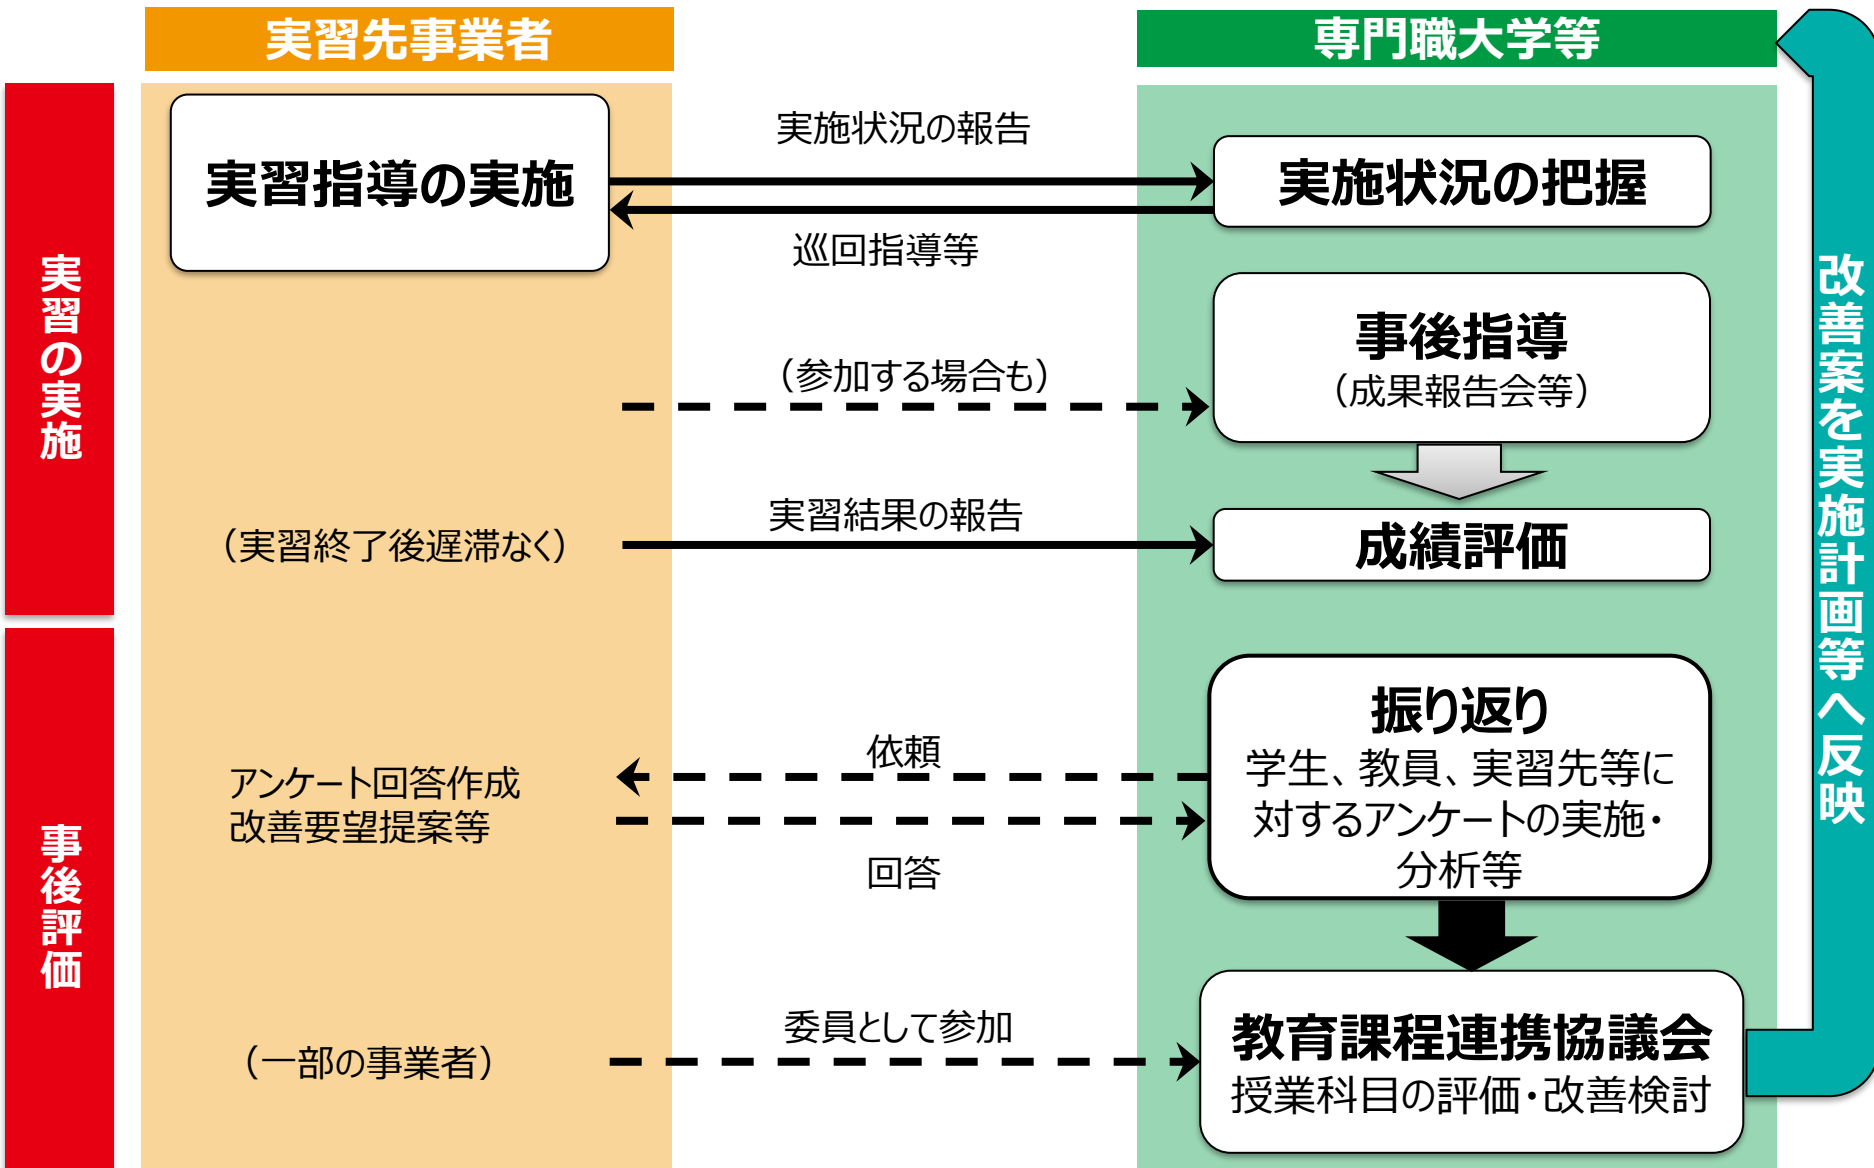 実習先事業者
専門職大学等
実習の実施
実習指導の実施
実施状況の報告
巡回指導等
実施状況の把握
（参加する場合も）
事後指導
（成果報告会等）
（実習終了後遅滞なく）
実習結果の報告
成績評価
事後評価
アンケート回答作成
改善要望提案等
依頼
回答
振り返り
学生、教員、実習先等に
対するアンケートの実施・
分析等
（一部の事業者）
委員として参加
教育課程連携協議会
授業科目の評価・改善検討
改善案を実施計画等へ反映